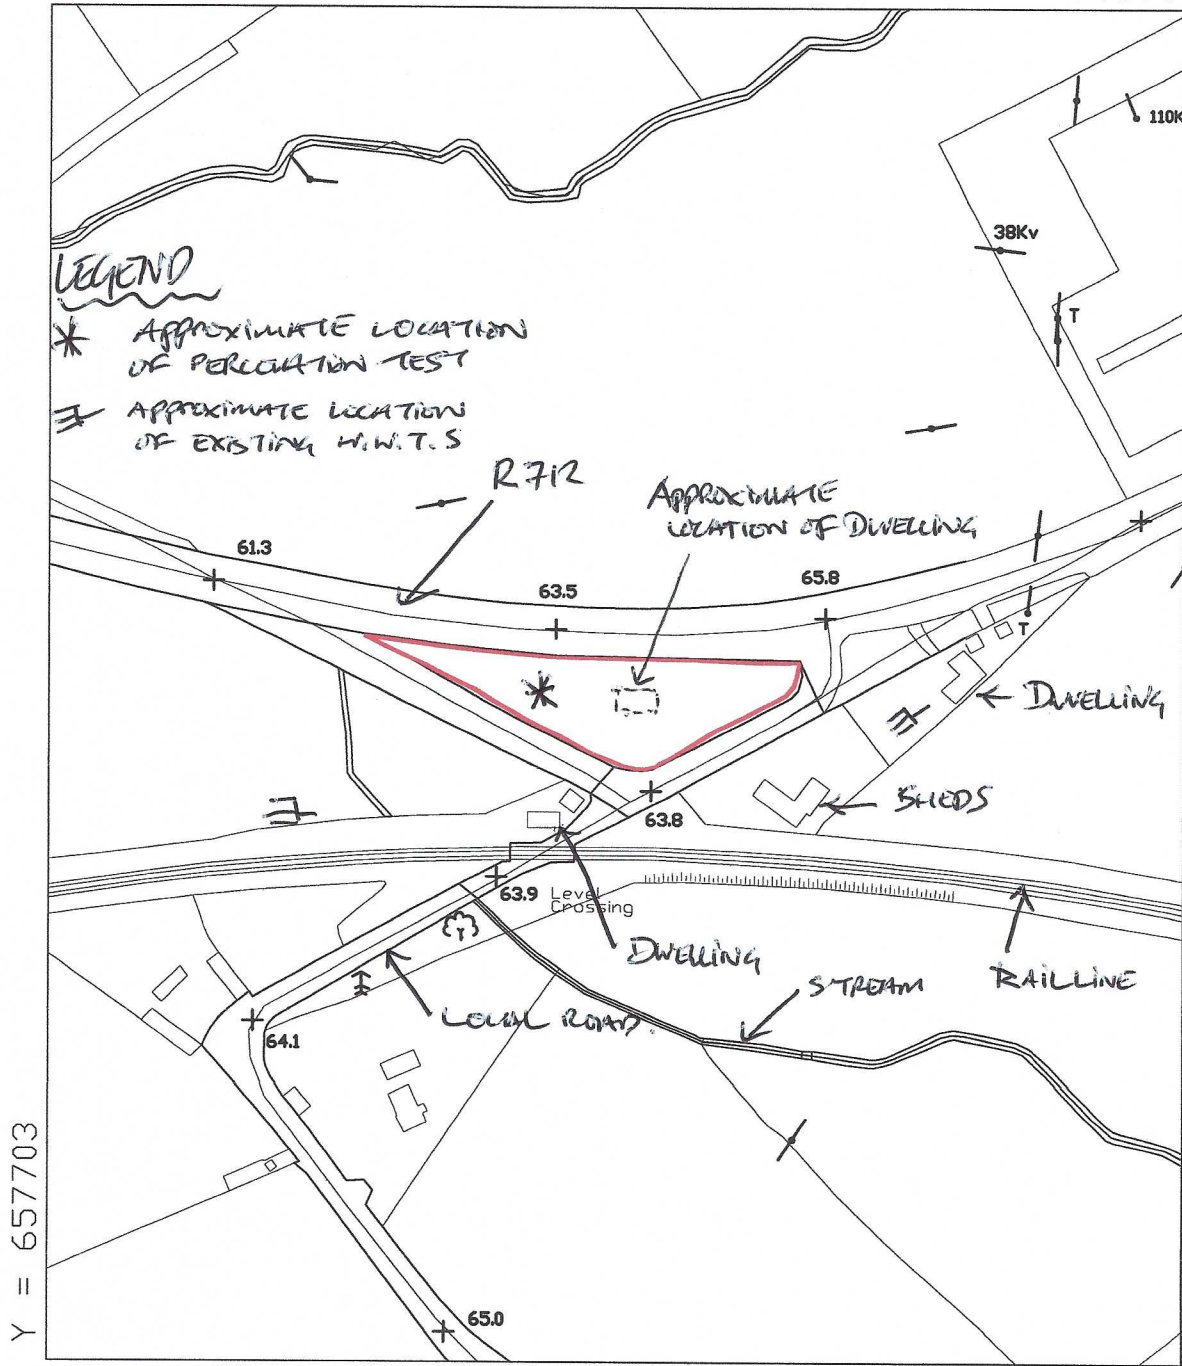 110K
38Kv
LEGEND
APPROXIMATE LOCATION
OF PERCOLATION TEST
T
APPROXIMATE LOCATION
OF EXISTING W.W.T.S
R712
APPROXIMATE
LOCATION OF DWELLING
61.3
63.5
65.8
T
DWELLING
SHEDS
63.8
63.9
Level
Crossing
T
DWELLING
STREAM
RAILLINE
LOCAL ROAD.
64.1
65.0
Y = 657703